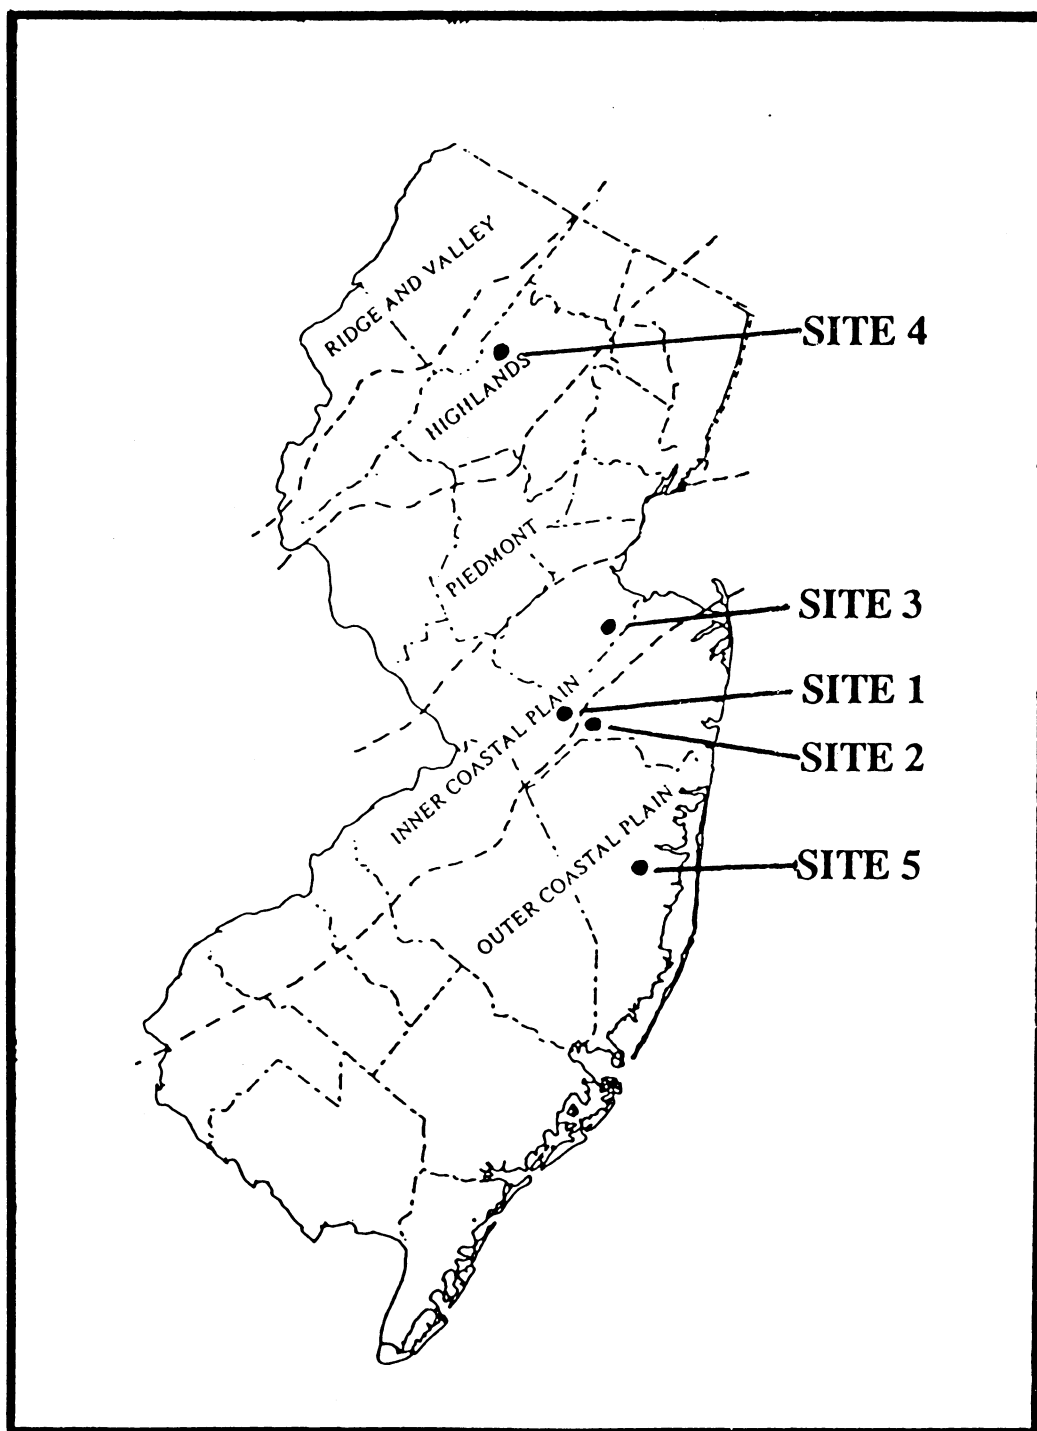 RIDGE AND VALLEY
SITE 4
HIGHLANDS
PIEDMONT
SITE 3
SITE 1
SITE 2
INNER COASTAL PLAIN
OUTER COASTAL PLAIN
SITE 5